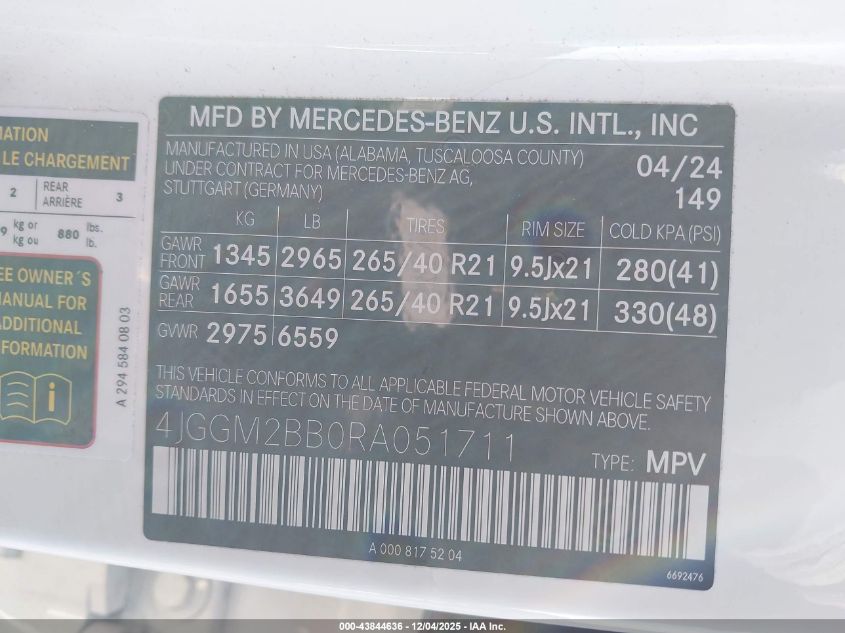 MATION
LE CHARGEMENT
2 REAR ARRIÈRE 3
9 kg or kg ou 880 lbs. lb.
EE OWNER´S
MANUAL FOR
ADDITIONAL
FORMATION
i
A 294 584 08 03
MFD BY MERCEDES-BENZ U.S. INTL., INC
MANUFACTURED IN USA (ALABAMA, TUSCALOOSA COUNTY) 04/24
UNDER CONTRACT FOR MERCEDES-BENZ AG, 149
STUTTGART (GERMANY)
KG LB TIRES RIM SIZE COLD KPA (PSI)
GAWR FRONT 1345 2965 265/40 R21 9.5Jx21 280(41)
GAWR REAR 1655 3649 265/40 R21 9.5Jx21 330(48)
GVWR 2975 6559
THIS VEHICLE CONFORMS TO ALL APPLICABLE FEDERAL MOTOR VEHICLE SAFETY
STANDARDS IN EFFECT ON THE DATE OF MANUFACTURE SHOWN ABOVE.
4JGGM2BB0RA051711
TYPE: MPV
A 000 817 52 04
6692476
000-43844636 - 12/04/2025 - IAA Inc.